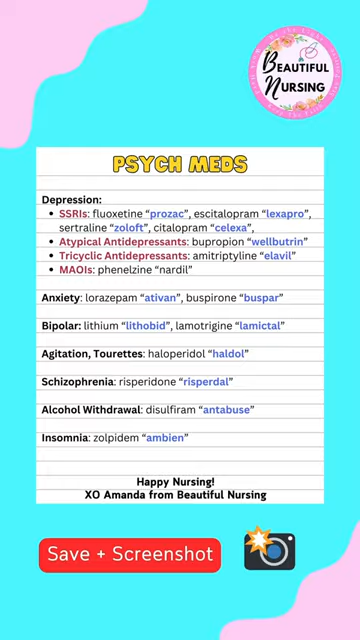 BEAUTIFUL
NURSING
PSYCH MEDS
Depression:
• SSRIs: fluoxetine “prozac”, escitalopram “lexapro”,
sertraline “zoloft”, citalopram “celexa”,
• Atypical Antidepressants: bupropion “wellbutrin”
• Tricyclic Antidepressants: amitriptyline “elavil”
• MAOIs: phenelzine “nardil”
Anxiety: lorazepam “ativan”, buspirone “buspar”
Bipolar: lithium “lithobid”, lamotrigine “lamictal”
Agitation, Tourettes: haloperidol “haldol”
Schizophrenia: risperidone “risperdal”
Alcohol Withdrawal: disulfiram “antabuse”
Insomnia: zolpidem “ambien”
Happy Nursing!
XO Amanda from Beautiful Nursing
Save + Screenshot